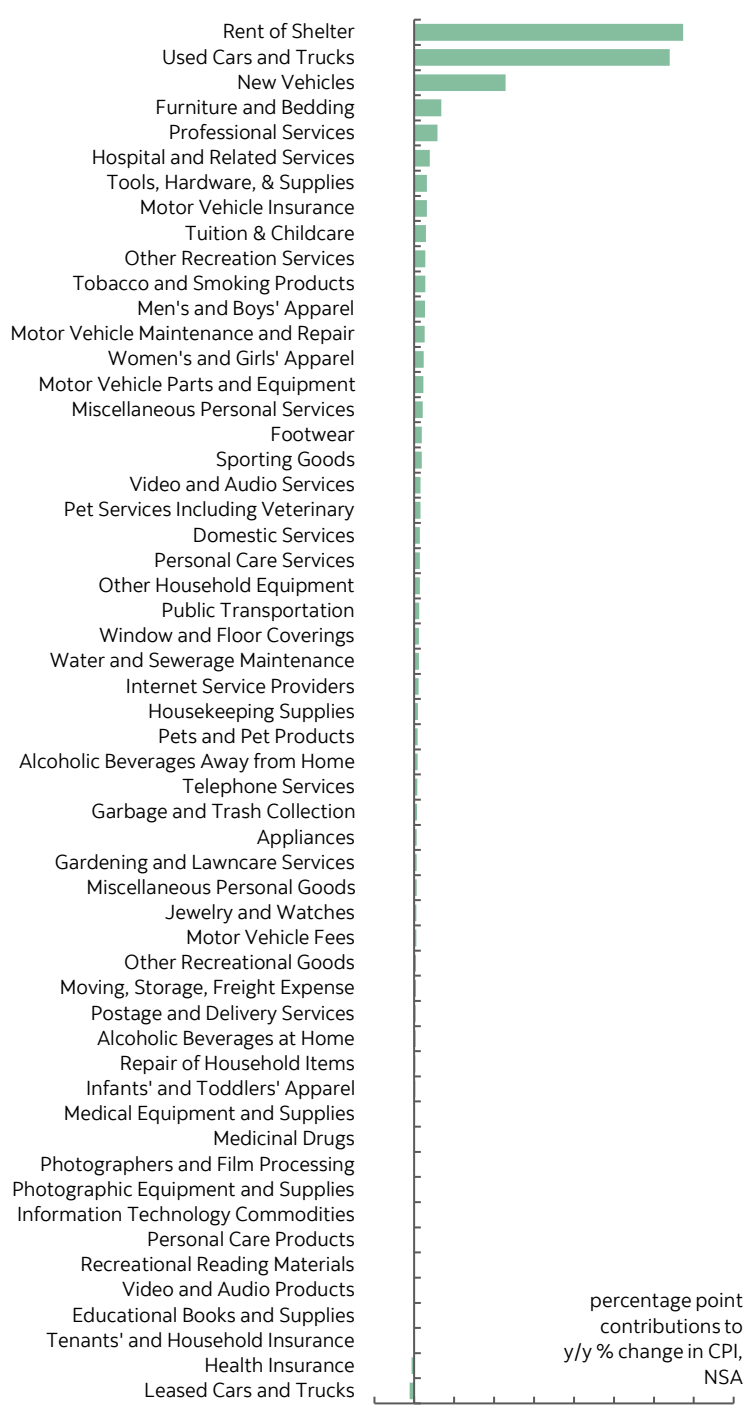 Rent of Shelter
Used Cars and Trucks
New Vehicles
Furniture and Bedding
Professional Services
Hospital and Related Services
Tools, Hardware, & Supplies
Motor Vehicle Insurance
Tuition & Childcare
Other Recreation Services
Tobacco and Smoking Products
Men's and Boys' Apparel
Motor Vehicle Maintenance and Repair
Women's and Girls' Apparel
Motor Vehicle Parts and Equipment
Miscellaneous Personal Services
Footwear
Sporting Goods
Video and Audio Services
Pet Services Including Veterinary
Domestic Services
Personal Care Services
Other Household Equipment
Public Transportation
Window and Floor Coverings
Water and Sewerage Maintenance
Internet Service Providers
Housekeeping Supplies
Pets and Pet Products
Alcoholic Beverages Away from Home
Telephone Services
Garbage and Trash Collection
Appliances
Gardening and Lawncare Services
Miscellaneous Personal Goods
Jewelry and Watches
Motor Vehicle Fees
Other Recreational Goods
Moving, Storage, Freight Expense
Postage and Delivery Services
Alcoholic Beverages at Home
Repair of Household Items
Infants' and Toddlers' Apparel
Medical Equipment and Supplies
Medicinal Drugs
Photographers and Film Processing
Photographic Equipment and Supplies
Information Technology Commodities
Personal Care Products
Recreational Reading Materials
Video and Audio Products
Educational Books and Supplies
Tenants' and Household Insurance
Health Insurance
Leased Cars and Trucks
percentage point
contributions to
y/y % change in CPI,
NSA